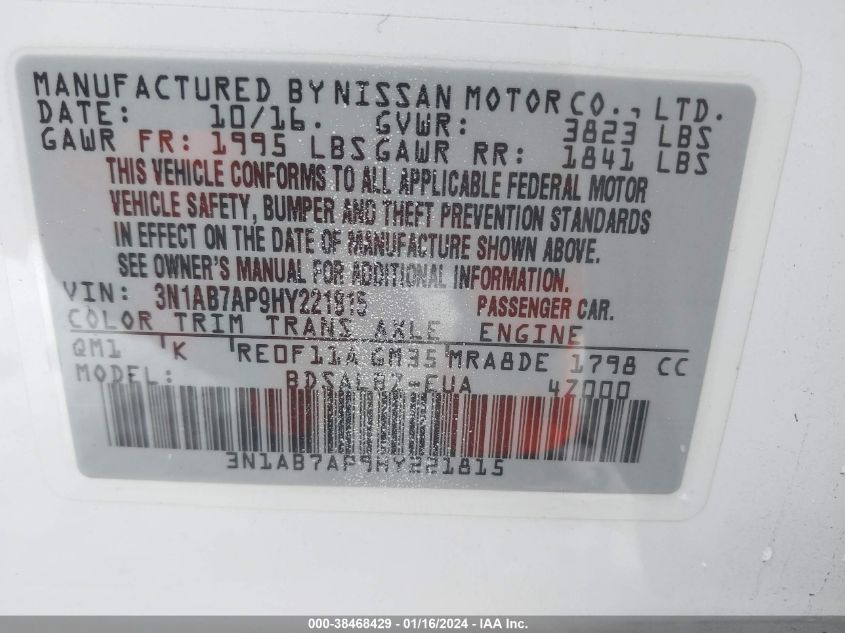 MANUFACTURED BY NISSAN MOTOR CO., LTD.
DATE: 10/16. GVWR: 3823 LBS
GAWR FR: 1995 LBS GAWR RR: 1841 LBS
THIS VEHICLE CONFORMS TO ALL APPLICABLE FEDERAL MOTOR
VEHICLE SAFETY, BUMPER AND THEFT PREVENTION STANDARDS
IN EFFECT ON THE DATE OF MANUFACTURE SHOWN ABOVE.
SEE OWNER'S MANUAL FOR ADDITIONAL INFORMATION.
VIN: 3N1AB7AP9HY221815 PASSENGER CAR.
COLOR TRIM TRANS AXLE ENGINE
QM1 K RE0F11A GM35 MRA8DE 1798 CC
MODEL: BDSALBZ-EUA 4Z000
3N1AB7AP9HY221815
000-38468429 - 01/16/2024 - IAA Inc.